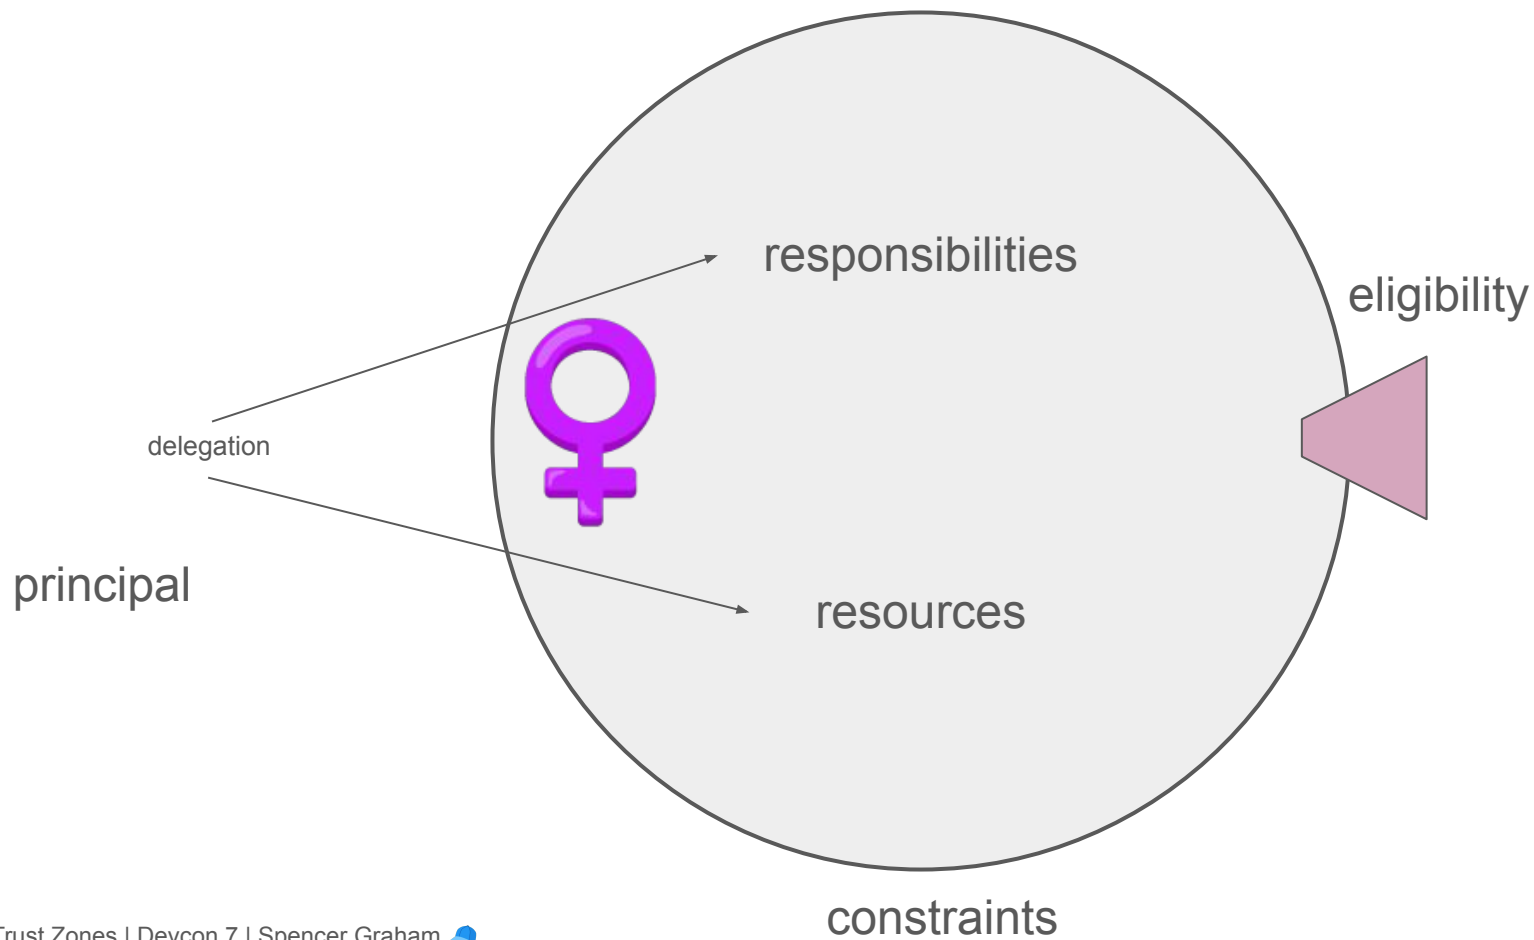 responsibilities
eligibility
delegation
principal
resources
constraints
Trust Zones | Devcon 7 | Spencer Graham 🧢